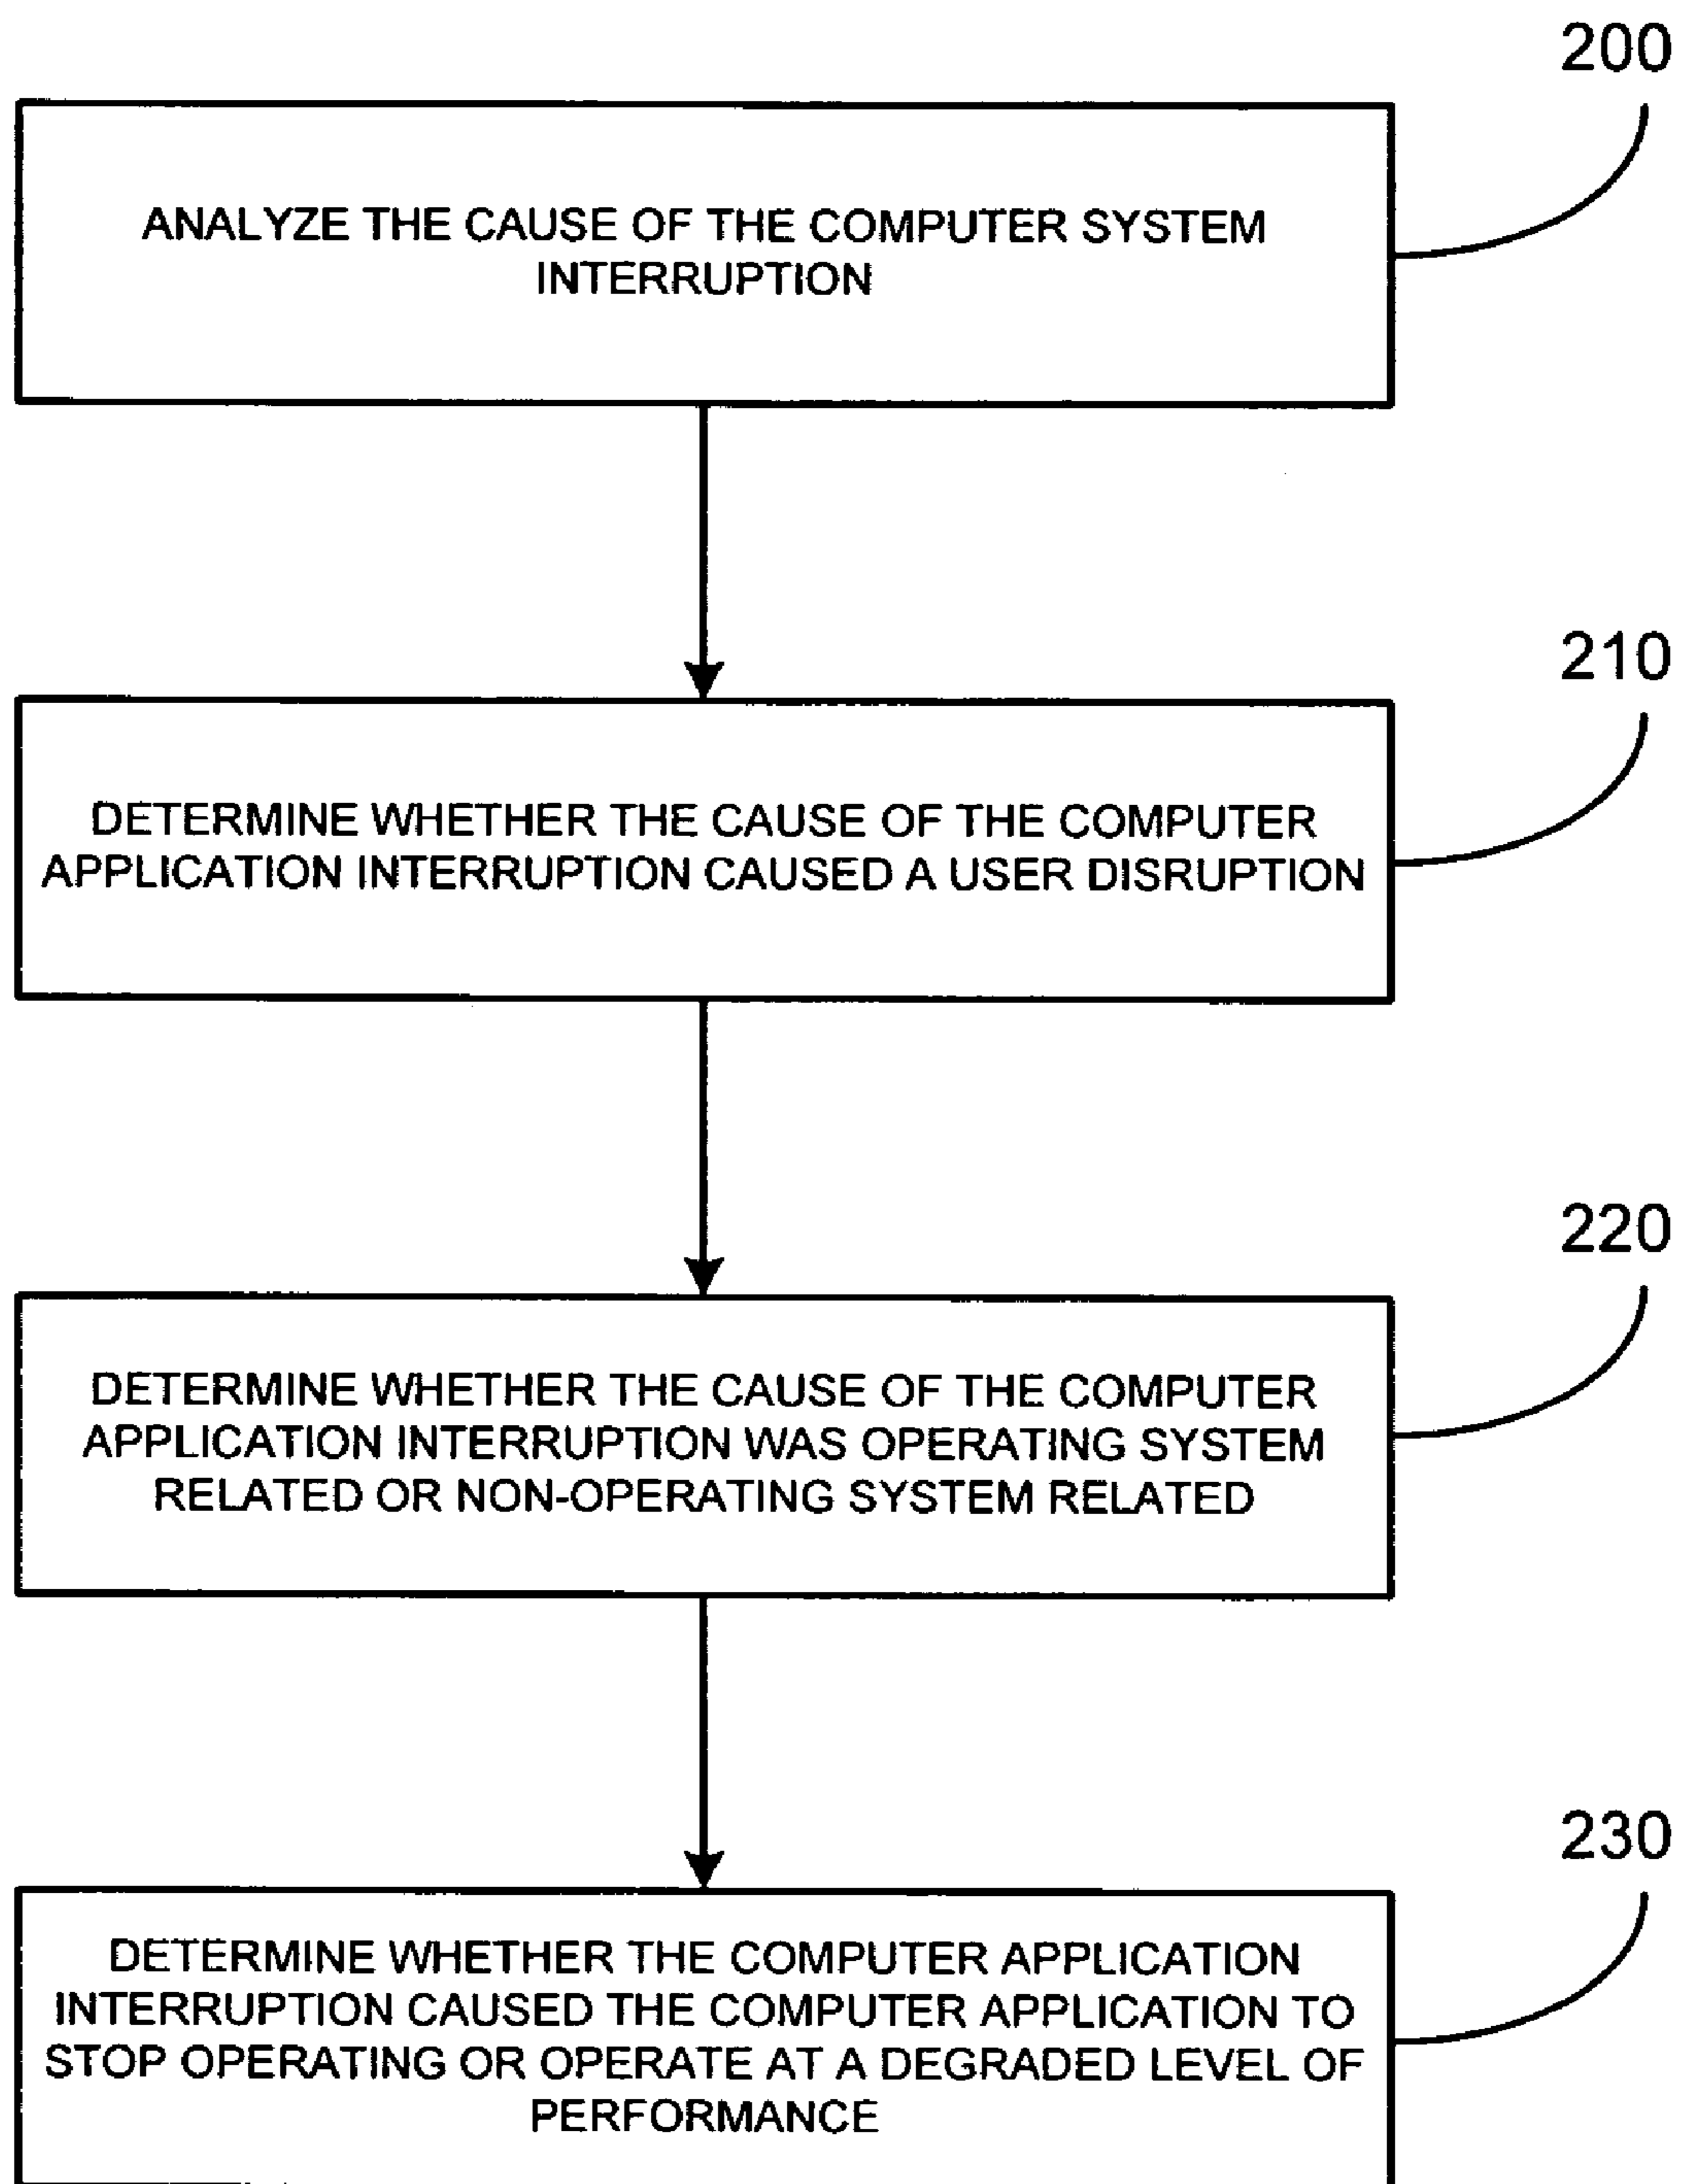 200
ANALYZE THE CAUSE OF THE COMPUTER SYSTEM
INTERRUPTION
210
DETERMINE WHETHER THE CAUSE OF THE COMPUTER
APPLICATION INTERRUPTION CAUSED A USER DISRUPTION
220
DETERMINE WHETHER THE CAUSE OF THE COMPUTER
APPLICATION INTERRUPTION WAS OPERATING SYSTEM
RELATED OR NON-OPERATING SYSTEM RELATED
230
DETERMINE WHETHER THE COMPUTER APPLICATION
INTERRUPTION CAUSED THE COMPUTER APPLICATION TO
STOP OPERATING OR OPERATE AT A DEGRADED LEVEL OF
PERFORMANCE